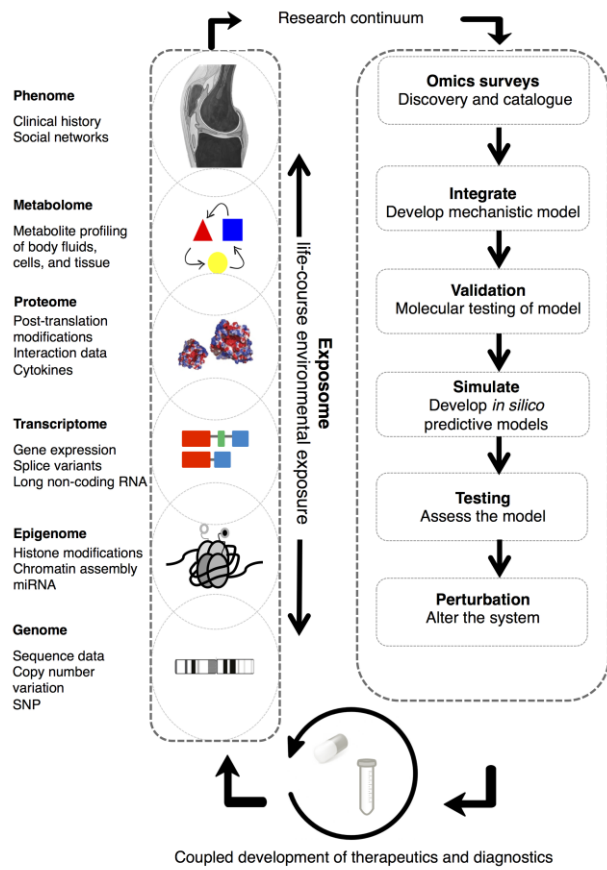 Research continuum
Phenome
Clinical history
Social networks
Metabolome
Metabolite profiling
of body fluids,
cells, and tissue
Proteome
Post-translation
modifications
Interaction data
Cytokines
Transcriptome
Gene expression
Splice variants
Long non-coding RNA
Epigenome
Histone modifications
Chromatin assembly
miRNA
Genome
Sequence data
Copy number
variation
SNP
Exposome
life-course environmental exposure
Omics surveys
Discovery and catalogue
Integrate
Develop mechanistic model
Validation
Molecular testing of model
Simulate
Develop in silico
predictive models
Testing
Assess the model
Perturbation
Alter the system
Coupled development of therapeutics and diagnostics